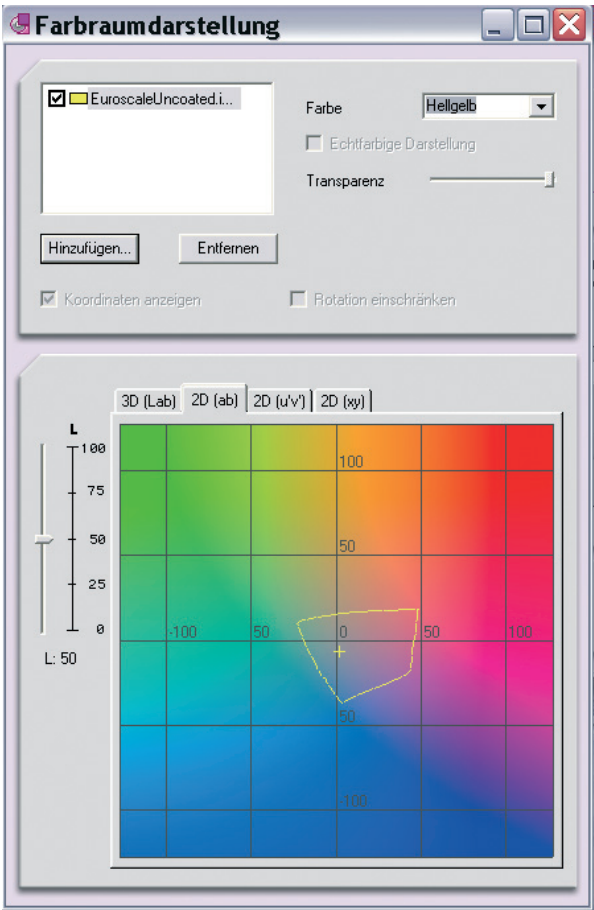 Farbraumdarstellung
EuroscaleUncoated.i...
Farbe Hellgelb
Echtfarbige Darstellung
Transparenz
Hinzufügen... Entfernen
Koordinaten anzeigen Rotation einschränken
3D (Lab) 2D (ab) 2D (u'v') 2D (xy)
L
100
75
50
25
0
L: 50
100
50
-100 50 0 50 100
50
-100